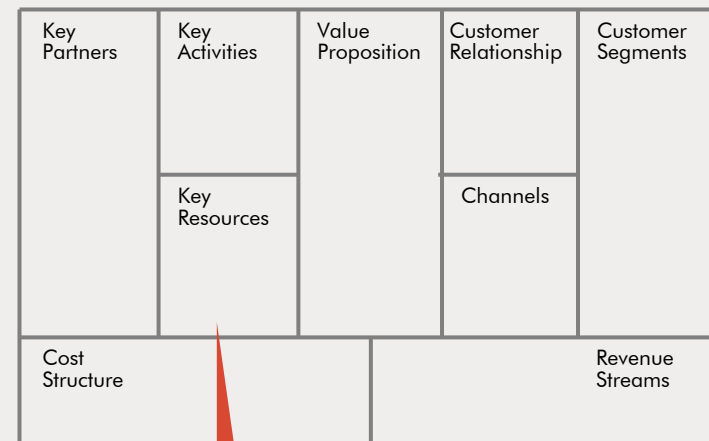 Key
Partners
Key
Activities
Value
Proposition
Customer
Relationship
Customer
Segments
Key
Resources
Channels
Cost
Structure
Revenue
Streams